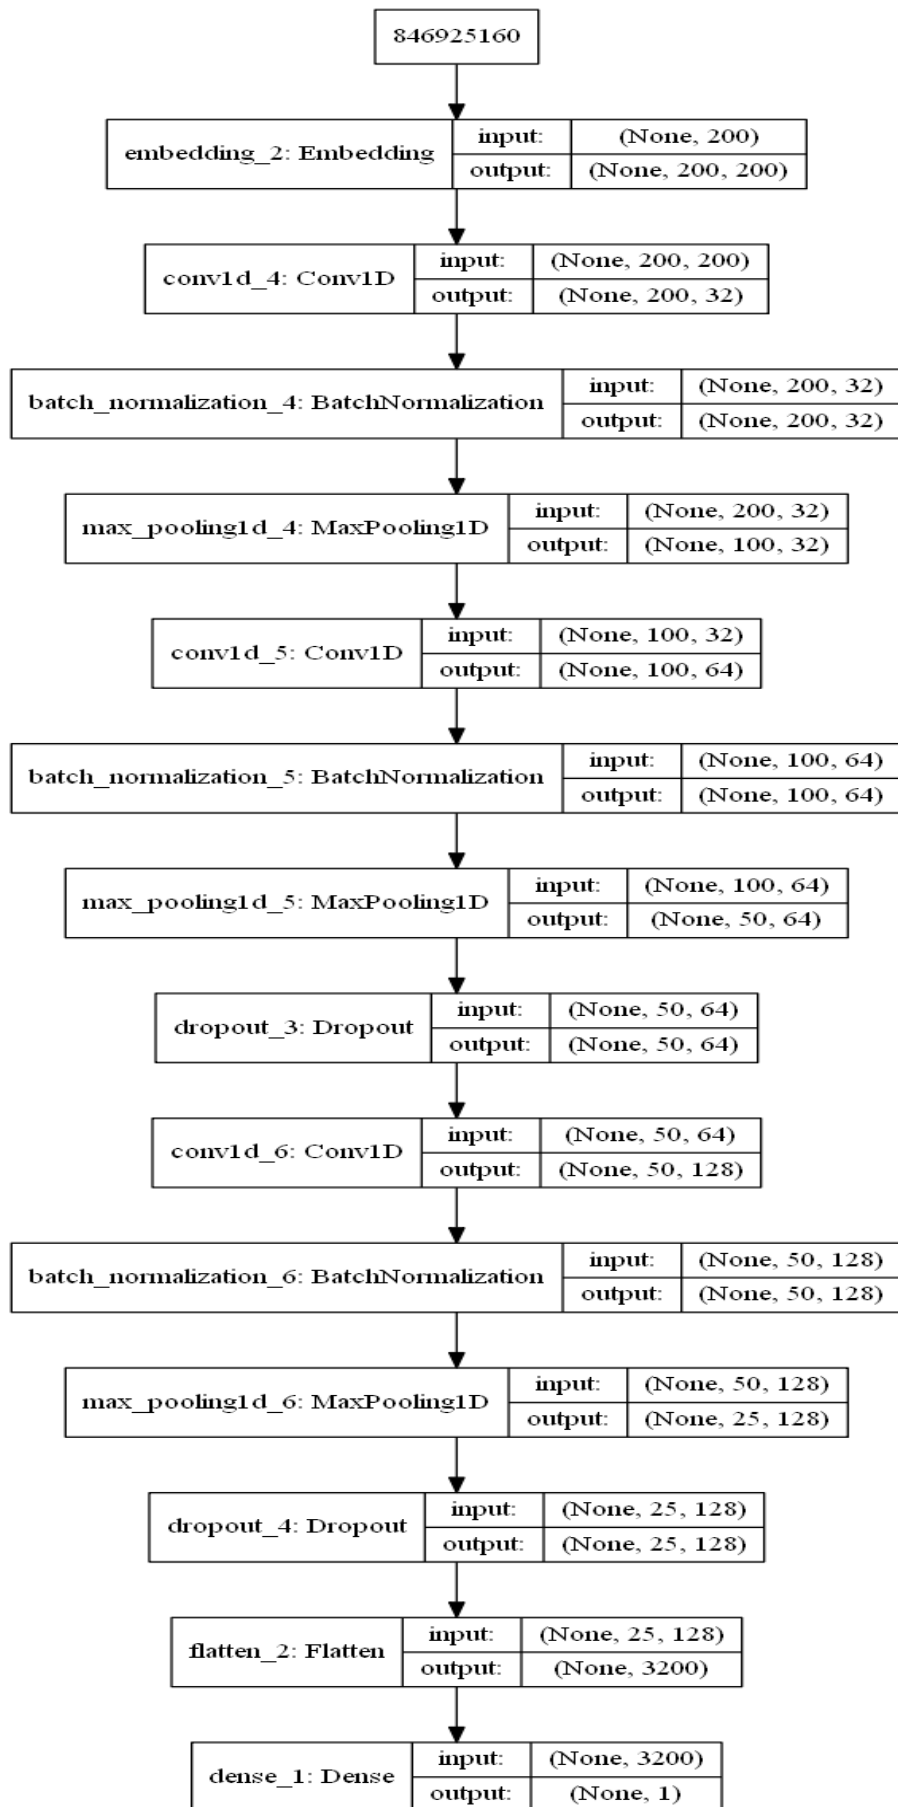 846925160
embedding_2: Embedding input: (None, 200)
output: (None, 200, 200)
conv1d_4: Conv1D input: (None, 200, 200)
output: (None, 200, 32)
batch_normalization_4: BatchNormalization input: (None, 200, 32)
output: (None, 200, 32)
max_pooling1d_4: MaxPooling1D input: (None, 200, 32)
output: (None, 100, 32)
conv1d_5: Conv1D input: (None, 100, 32)
output: (None, 100, 64)
batch_normalization_5: BatchNormalization input: (None, 100, 64)
output: (None, 100, 64)
max_pooling1d_5: MaxPooling1D input: (None, 100, 64)
output: (None, 50, 64)
dropout_3: Dropout input: (None, 50, 64)
output: (None, 50, 64)
conv1d_6: Conv1D input: (None, 50, 64)
output: (None, 50, 128)
batch_normalization_6: BatchNormalization input: (None, 50, 128)
output: (None, 50, 128)
max_pooling1d_6: MaxPooling1D input: (None, 50, 128)
output: (None, 25, 128)
dropout_4: Dropout input: (None, 25, 128)
output: (None, 25, 128)
flatten_2: Flatten input: (None, 25, 128)
output: (None, 3200)
dense_1: Dense input: (None, 3200)
output: (None, 1)